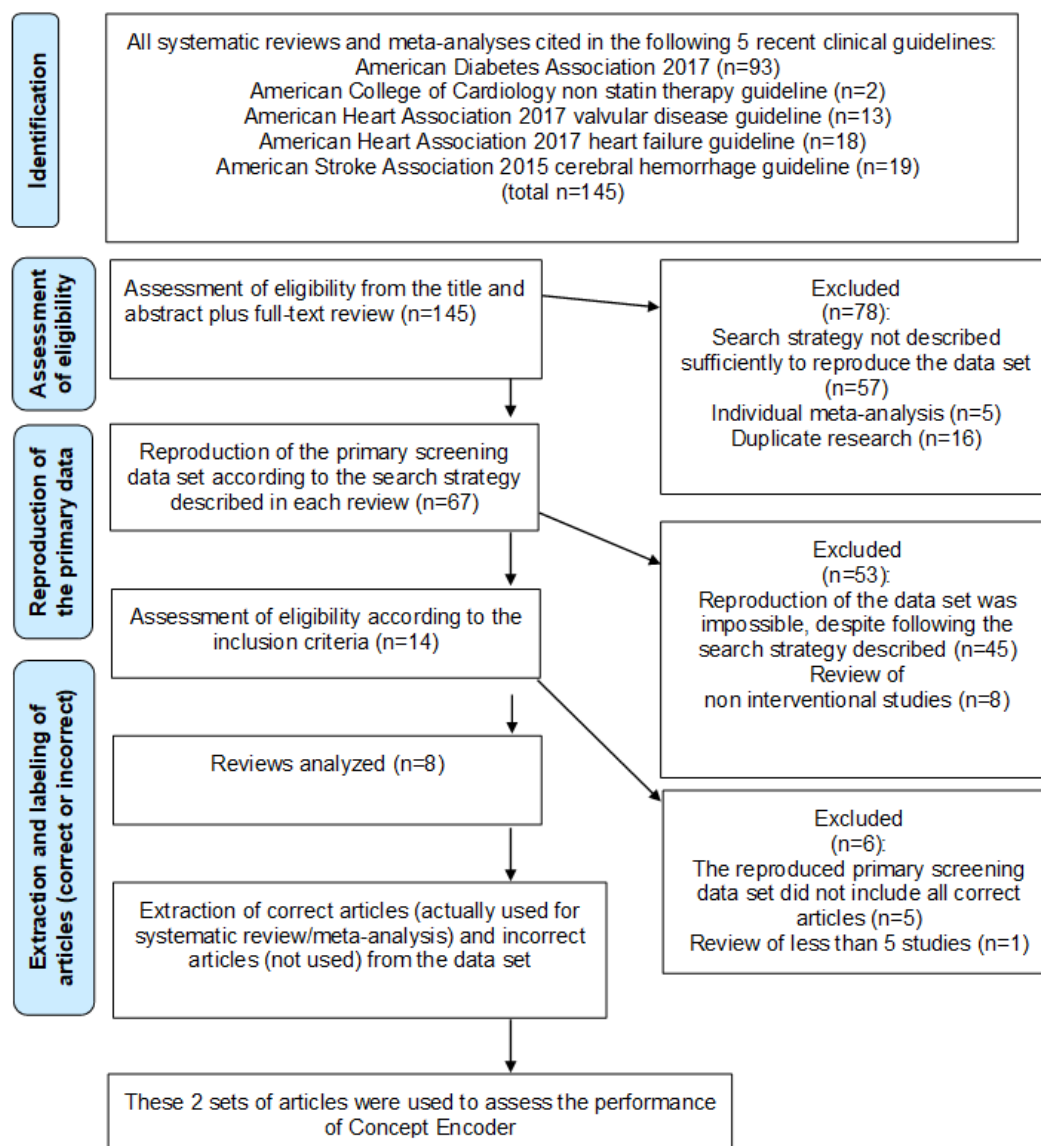 Identification
All systematic reviews and meta-analyses cited in the following 5 recent clinical guidelines:
American Diabetes Association 2017 (n=93)
American College of Cardiology non statin therapy guideline (n=2)
American Heart Association 2017 valvular disease guideline (n=13)
American Heart Association 2017 heart failure guideline (n=18)
American Stroke Association 2015 cerebral hemorrhage guideline (n=19)
(total n=145)
Assessment
of eligibility
Assessment of eligibility from the title and
abstract plus full-text review (n=145)
Excluded
(n=78):
Search strategy not described
sufficiently to reproduce the data set
(n=57)
Individual meta-analysis (n=5)
Duplicate research (n=16)
Reproduction of
the primary data
Reproduction of the primary screening
data set according to the search strategy
described in each review (n=67)
Excluded
(n=53):
Reproduction of the data set was
impossible, despite following the
search strategy described (n=45)
Review of
non interventional studies (n=8)
Assessment of eligibility according to the
inclusion criteria (n=14)
Extraction and labeling of
articles (correct or incorrect)
Reviews analyzed (n=8)
Excluded
(n=6):
The reproduced primary screening
data set did not include all correct
articles (n=5)
Review of less than 5 studies (n=1)
Extraction of correct articles (actually used for
systematic review/meta-analysis) and incorrect
articles (not used) from the data set
These 2 sets of articles were used to assess the performance
of Concept Encoder